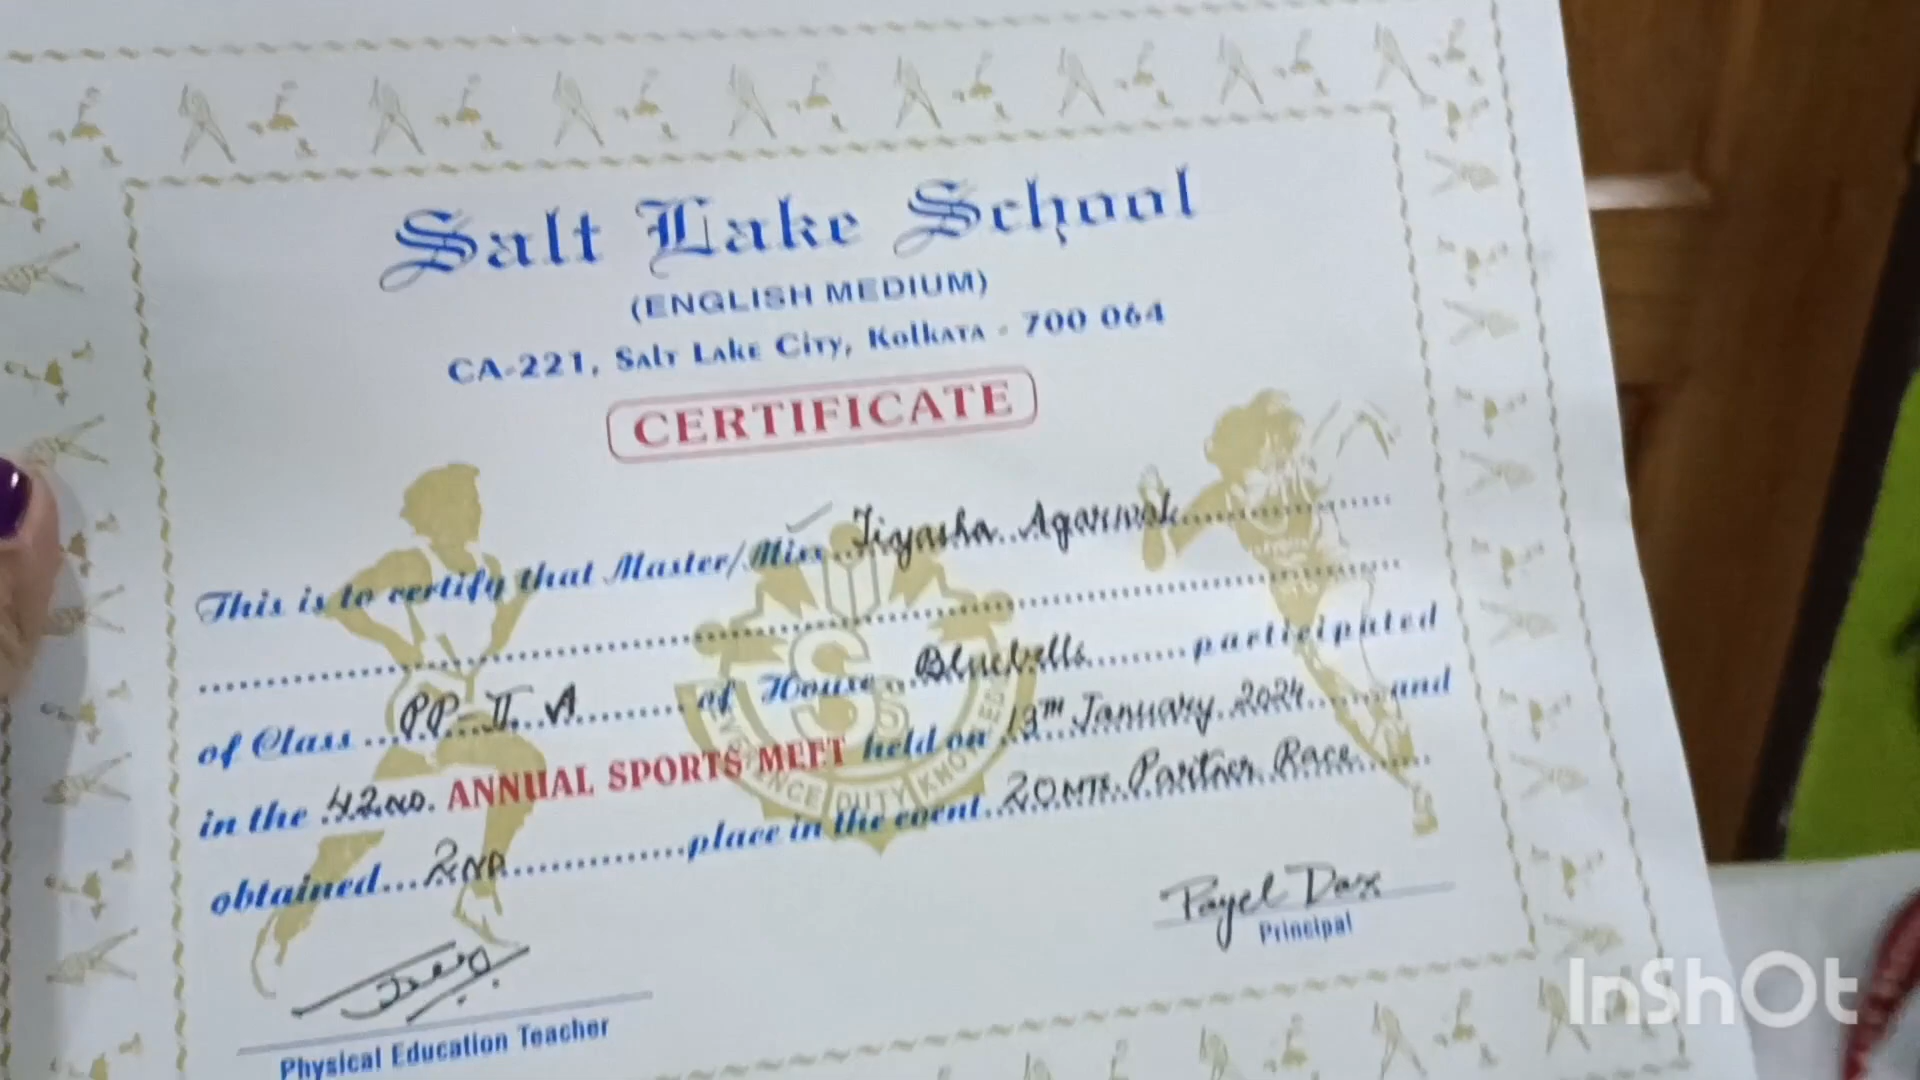 Salt Lake School
(ENGLISH MEDIUM)
CA-221, Salt Lake City, Kolkata - 700 064
CERTIFICATE
This is to certify that Master/Miss Tiyasha Agarwal
of Class PP-II A of House Bluebells participated
in the 42ND. ANNUAL SPORTS MEET held on 13TH January 2024 and
obtained 2ND place in the event 20MTR. Partner Race
DUTY
Payel Das
Principal
Physical Education Teacher
InShOt